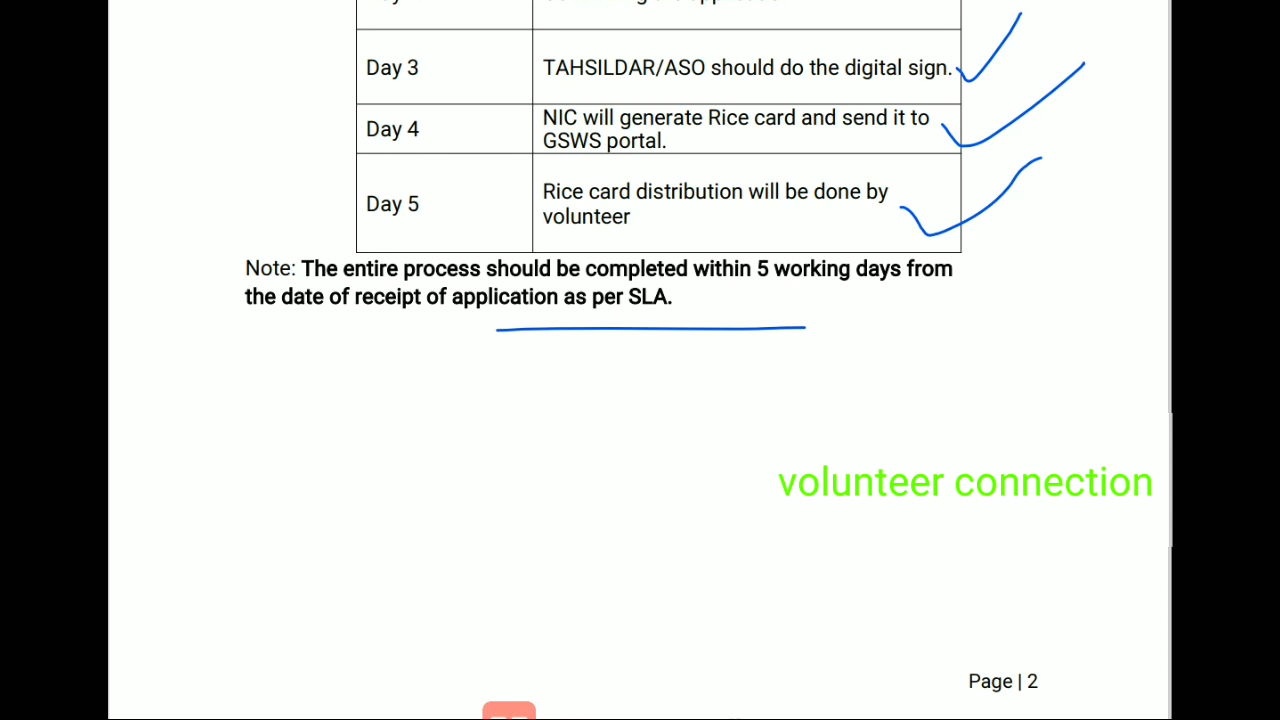 Day 3
TAHSILDAR/ASO should do the digital sign.
Day 4
NIC will generate Rice card and send it to
GSWS portal.
Day 5
Rice card distribution will be done by
volunteer
Note: The entire process should be completed within 5 working days from
the date of receipt of application as per SLA.
volunteer connection
Page | 2